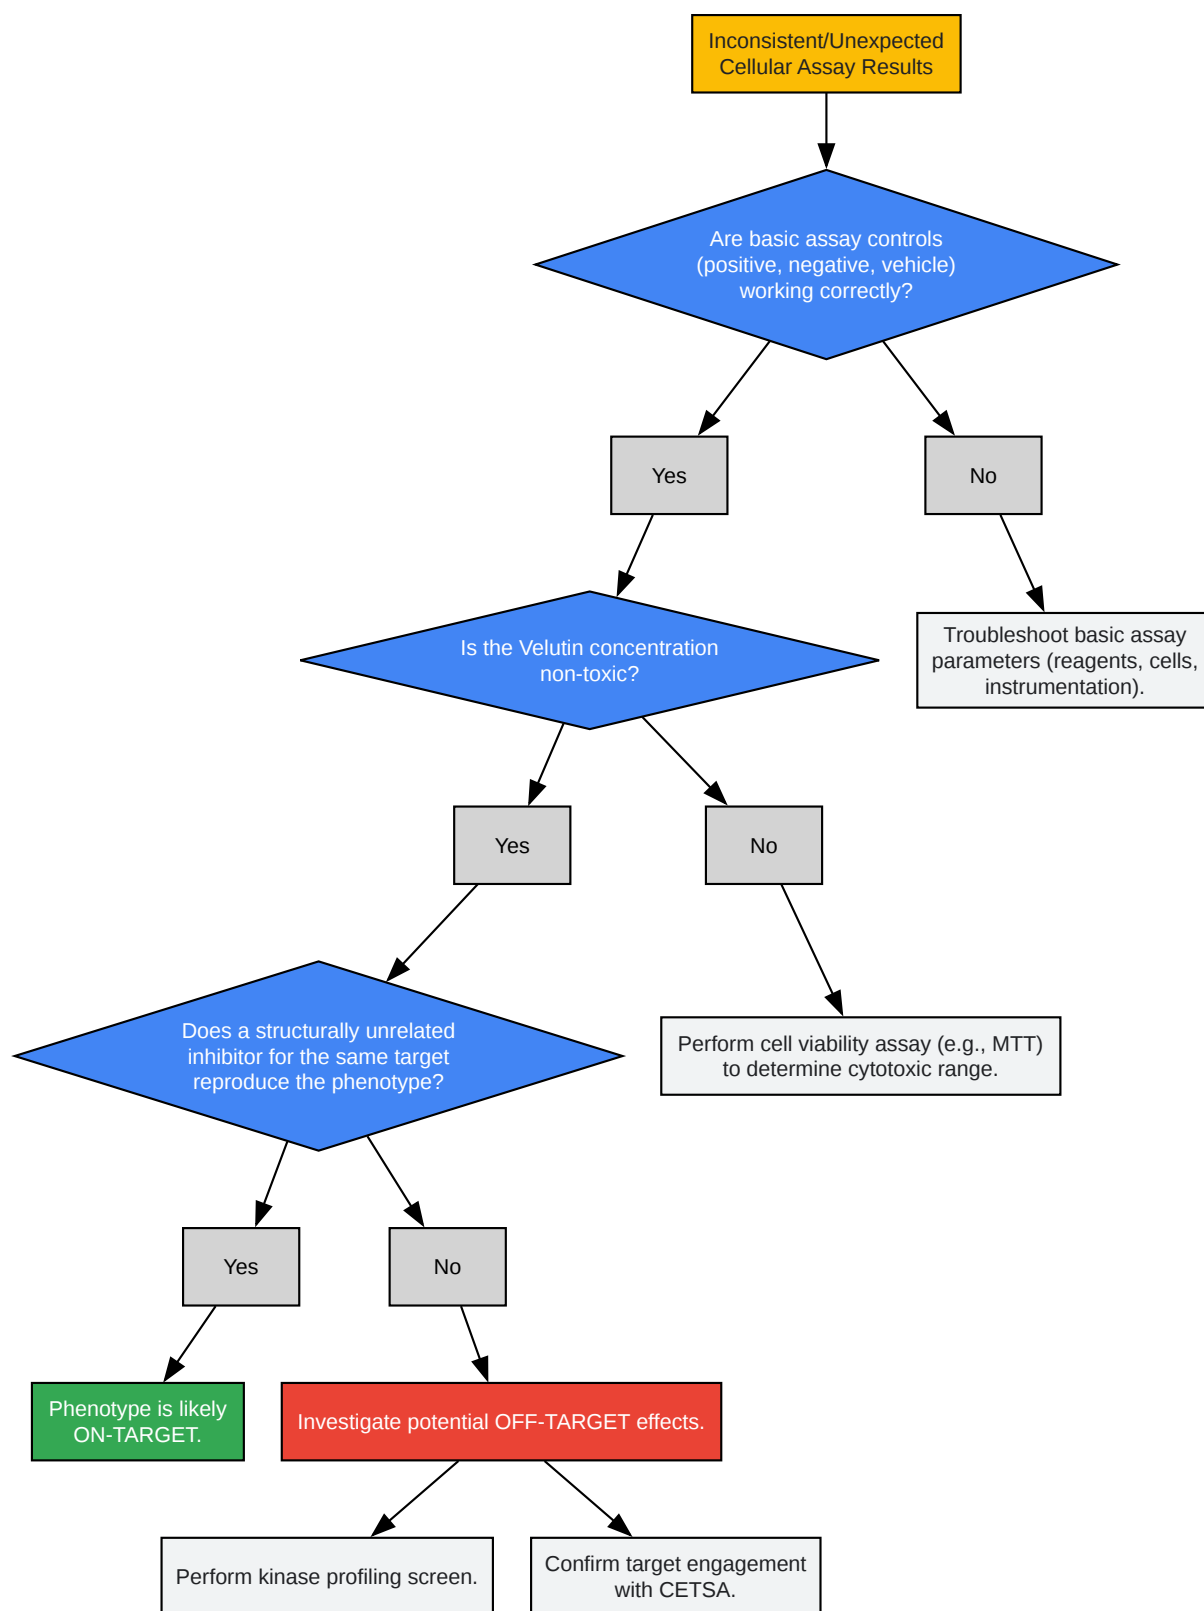 Inconsistent/Unexpected
Cellular Assay Results
Are basic assay controls
(positive, negative, vehicle)
working correctly?
Yes
No
Troubleshoot basic assay
parameters (reagents, cells,
instrumentation).
Is the Velutin concentration
non-toxic?
Yes
No
Does a structurally unrelated
inhibitor for the same target
reproduce the phenotype?
Perform cell viability assay (e.g., MTT)
to determine cytotoxic range.
Yes
No
Phenotype is likely
ON-TARGET.
Investigate potential OFF-TARGET effects.
Perform kinase profiling screen.
Confirm target engagement
with CETSA.